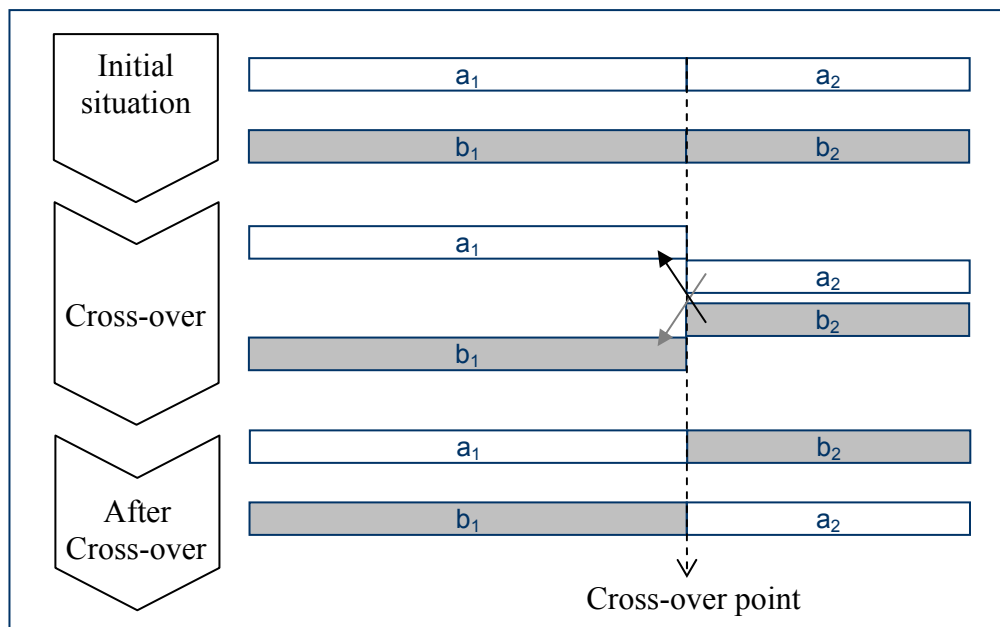 Initial
situation
a₁ a₂
b₁ b₂
Cross-over
a₁
a₂
b₂
b₁
After
Cross-over
a₁ b₂
b₁ a₂
Cross-over point